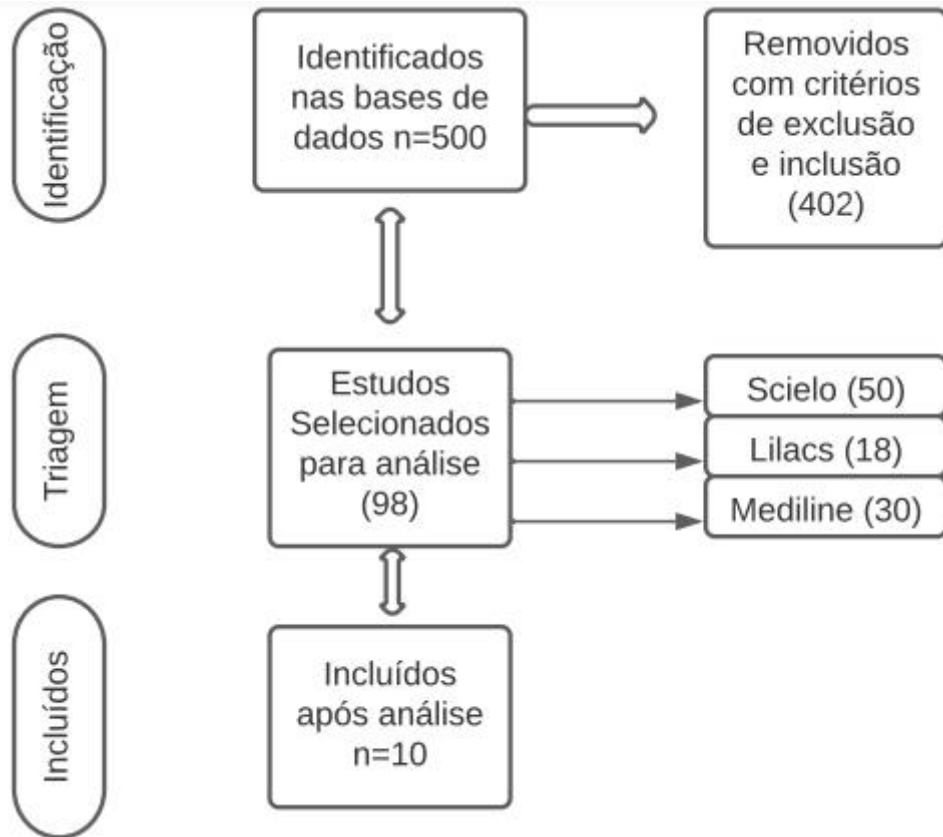 Identificação
Identificados
nas bases de
dados n=500
Removidos
com critérios
de exclusão
e inclusão
(402)
Triagem
Estudos
Selecionados
para análise
(98)
Scielo (50)
Lilacs (18)
Mediline (30)
Incluídos
Incluídos
após análise
n=10